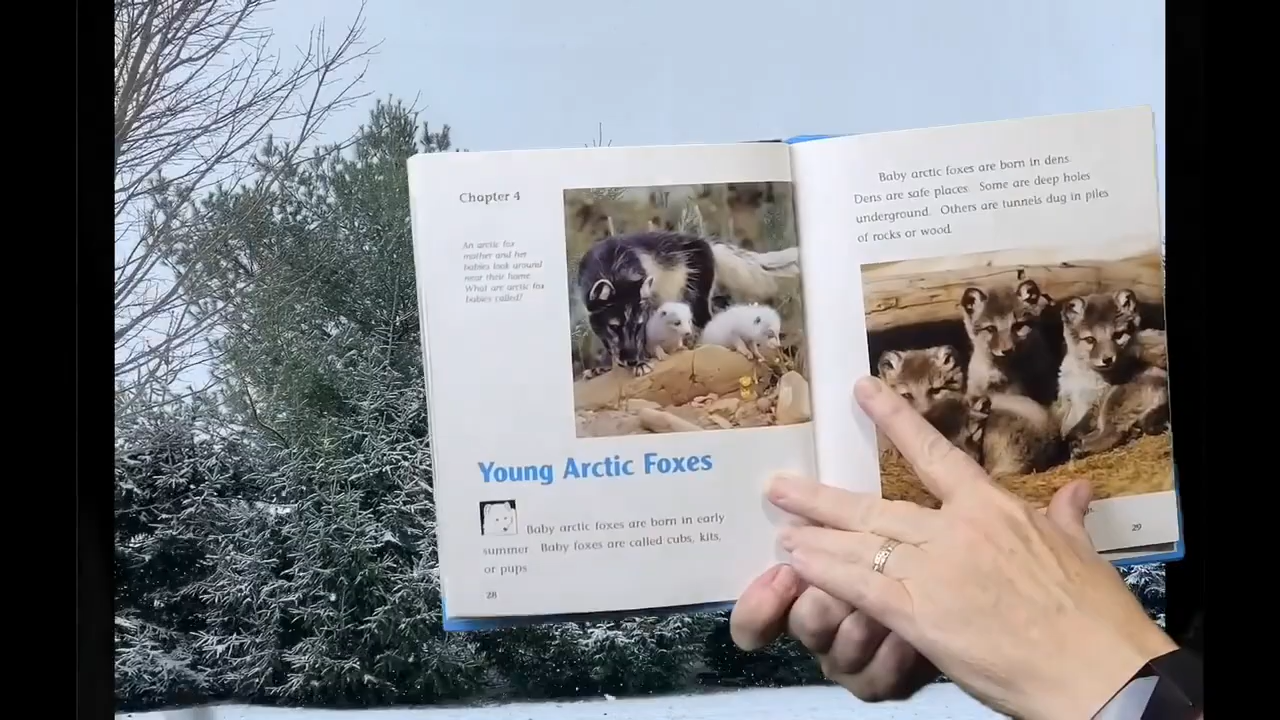 Chapter 4
An arctic fox
mother and her
babies look around
near their home.
What are arctic fox
babies called?
Young Arctic Foxes
Baby arctic foxes are born in early
summer. Baby foxes are called cubs, kits,
or pups.
28
Baby arctic foxes are born in dens.
Dens are safe places. Some are deep holes
underground. Others are tunnels dug in piles
of rocks or wood.
29